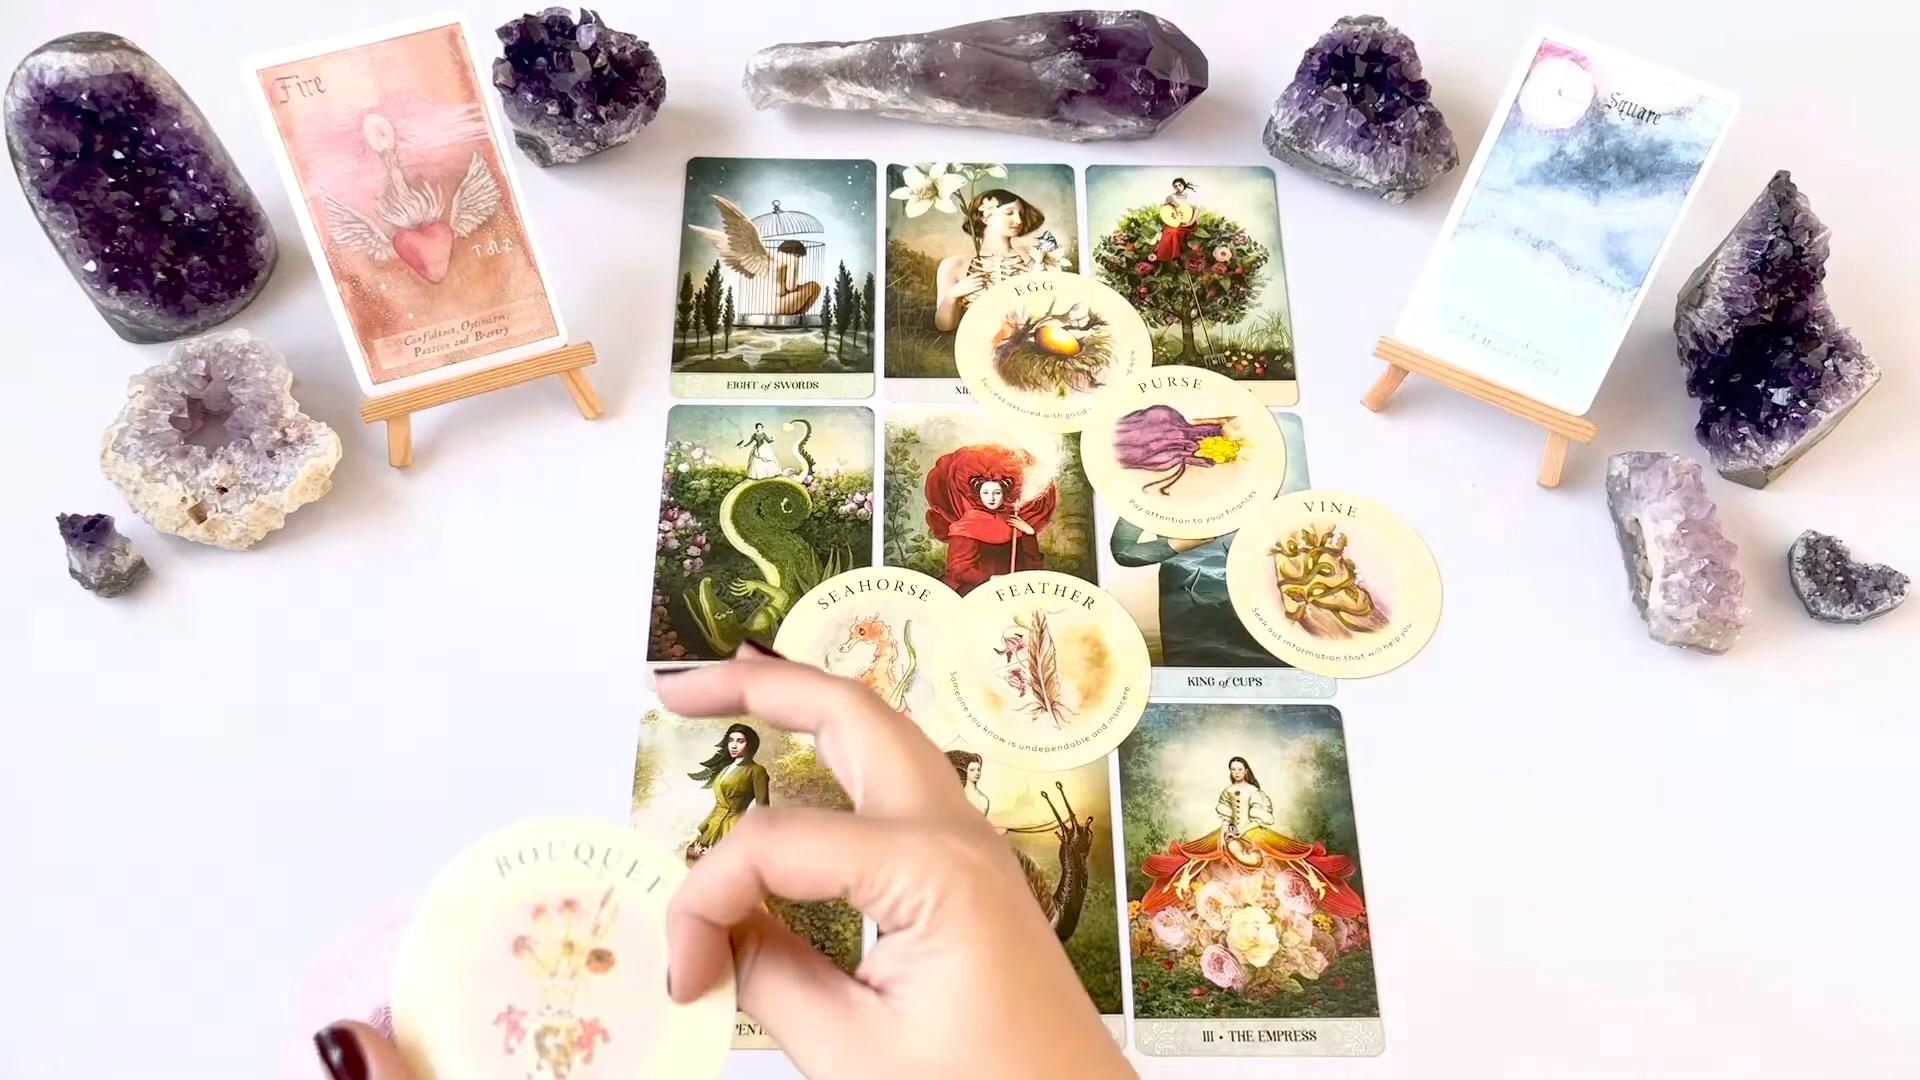 Fire
Confidence, Optimism,
Passion and Bravery
Square
EIGHT of SWORDS
XII
EGG
Success assured with good
PURSE
Pay attention to your finances
VINE
Seek out information that will help you
SEAHORSE
FEATHER
Someone you know is undependable and insincere.
KING of CUPS
BOUQUET
PENT
III • THE EMPRESS